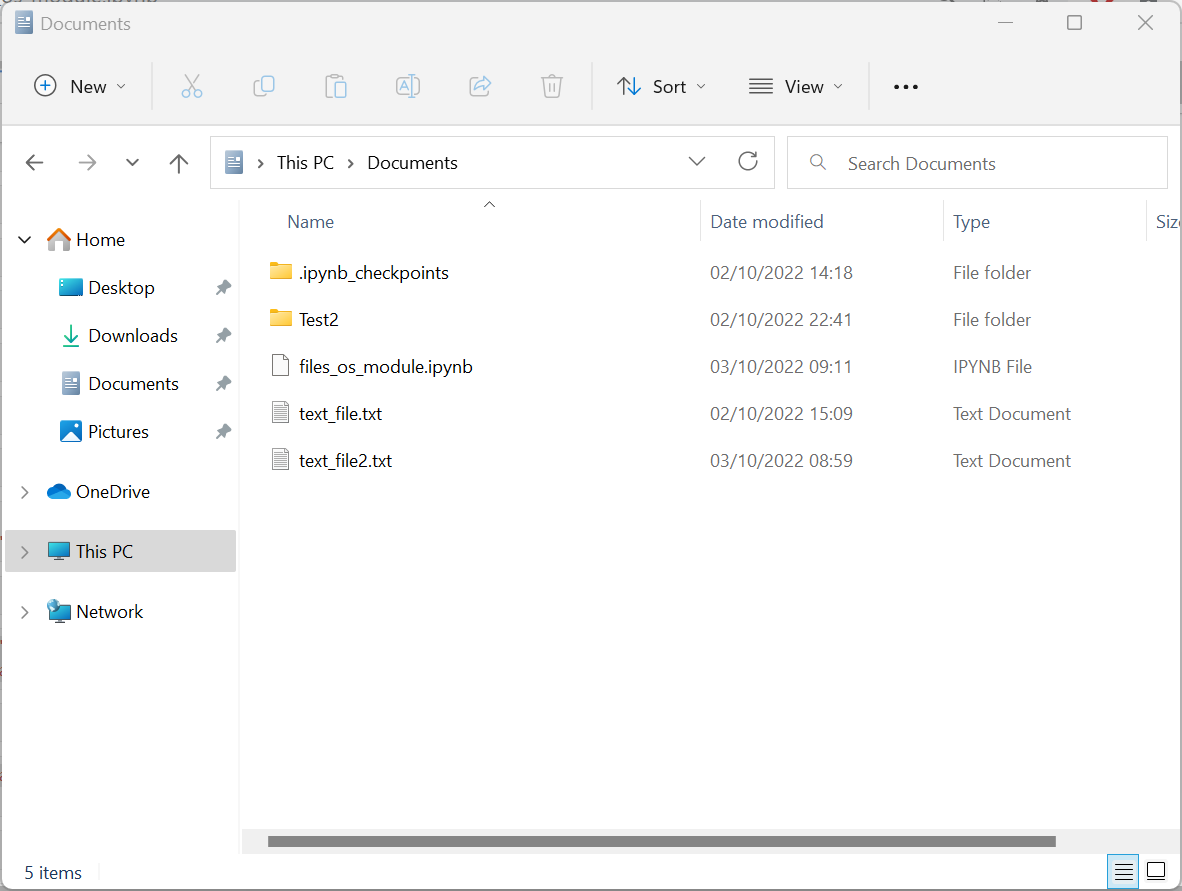 Documents
New
Sort
View
This PC
Documents
Search Documents
Name
Date modified
Type
Home
Desktop
Downloads
Documents
Pictures
OneDrive
This PC
Network
.ipynb_checkpoints 02/10/2022 14:18 File folder
Test2 02/10/2022 22:41 File folder
files_os_module.ipynb 03/10/2022 09:11 IPYNB File
text_file.txt 02/10/2022 15:09 Text Document
text_file2.txt 03/10/2022 08:59 Text Document
5 items